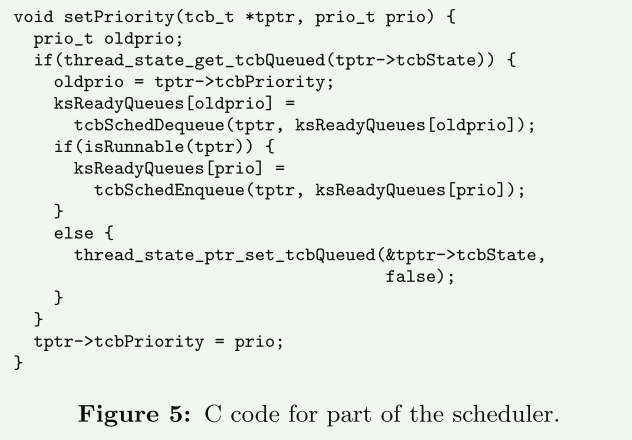 void setPriority(tcb_t *tptr, prio_t prio) {
  prio_t oldprio;
  if(thread_state_get_tcbQueued(tptr->tcbState)) {
    oldprio = tptr->tcbPriority;
    ksReadyQueues[oldprio] =
      tcbSchedDequeue(tptr, ksReadyQueues[oldprio]);
    if(isRunnable(tptr)) {
      ksReadyQueues[prio] =
        tcbSchedEnqueue(tptr, ksReadyQueues[prio]);
    }
    else {
      thread_state_ptr_set_tcbQueued(&tptr->tcbState,
                                     false);
    }
  }
  tptr->tcbPriority = prio;
}
Figure 5: C code for part of the scheduler.